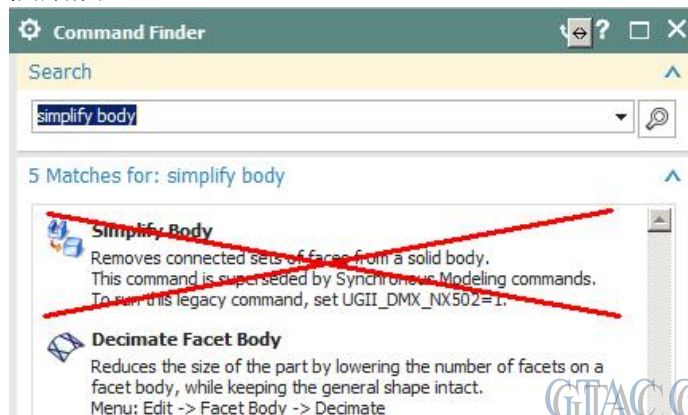 Command Finder
Search
simplify body
5 Matches for: simplify body
Simplify Body
Removes connected sets of faces from a solid body.
This command is superseded by Synchronous Modeling commands.
To run this legacy command, set UGII_DMX_NX502=1.
Decimate Facet Body
Reduces the size of the part by lowering the number of facets on a
facet body, while keeping the general shape intact.
Menu: Edit -> Facet Body -> Decimate
GTAC